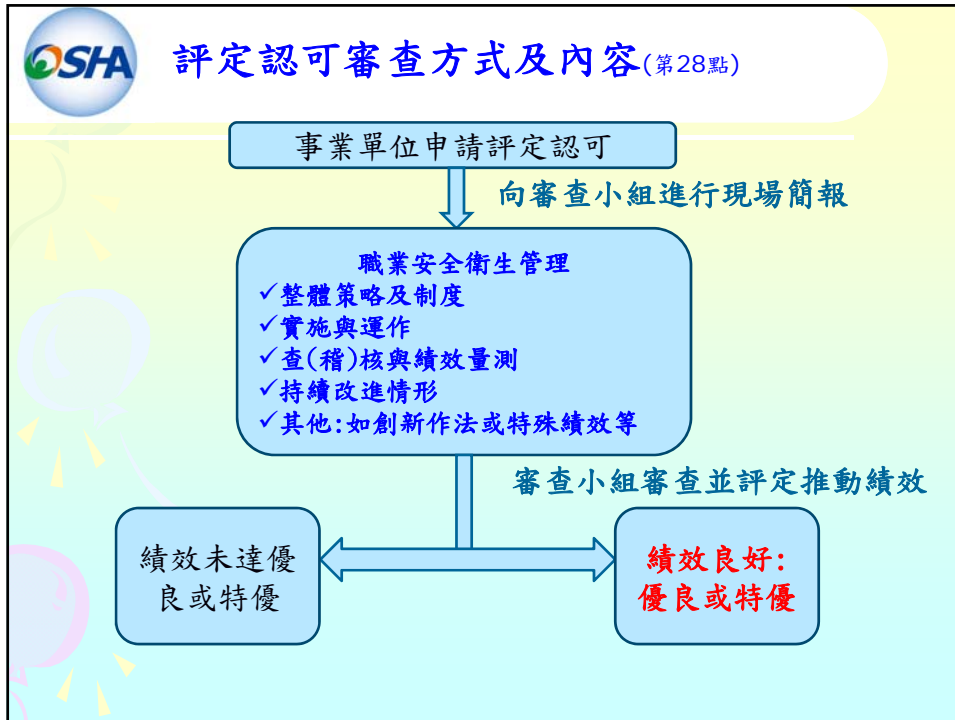 OSHA
評定認可審查方式及內容(第28點)
事業單位申請評定認可
向審查小組進行現場簡報
職業安全衛生管理
✓整體策略及制度
✓實施與運作
✓查(稽)核與績效量測
✓持續改進情形
✓其他:如創新作法或特殊績效等
審查小組審查並評定推動績效
績效未達優
良或特優
績效良好:
優良或特優